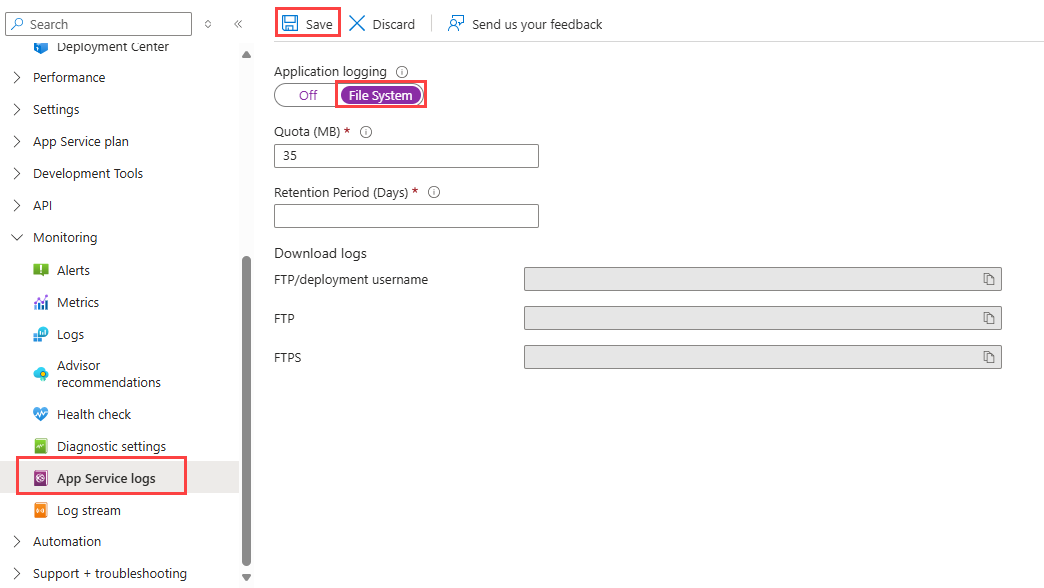 Search
Deployment Center
Performance
Settings
App Service plan
Development Tools
API
Monitoring
Alerts
Metrics
Logs
Advisor
recommendations
Health check
Diagnostic settings
App Service logs
Log stream
Automation
Support + troubleshooting
Save Discard Send us your feedback
Application logging
Off File System
Quota (MB) *
35
Retention Period (Days) *
Download logs
FTP/deployment username
FTP
FTPS